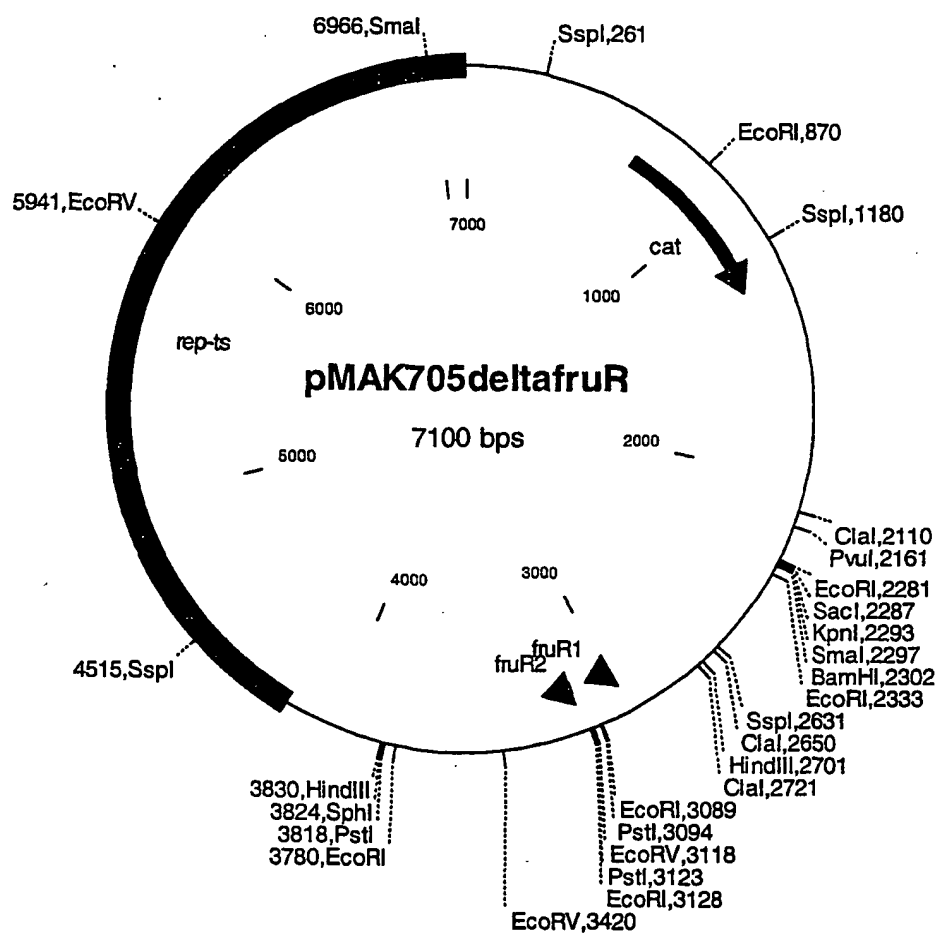 6966,SmaI
SspI,261
EcoRI,870
5941,EcoRV
SspI,1180
7000
cat
1000
6000
rep-ts
pMAK705deltafruR
7100 bps
2000
5000
ClaI,2110
PvuI,2161
3000
4000
EcoRI,2281
SacI,2287
KpnI,2293
SmaI,2297
BamHI,2302
EcoRI,2333
fruR1
fruR2
4515,SspI
SspI,2631
ClaI,2650
HindIII,2701
ClaI,2721
3830,HindIII
3824,SphI
3818,PstI
3780,EcoRI
EcoRI,3089
PstI,3094
EcoRV,3118
PstI,3123
EcoRI,3128
EcoRV,3420